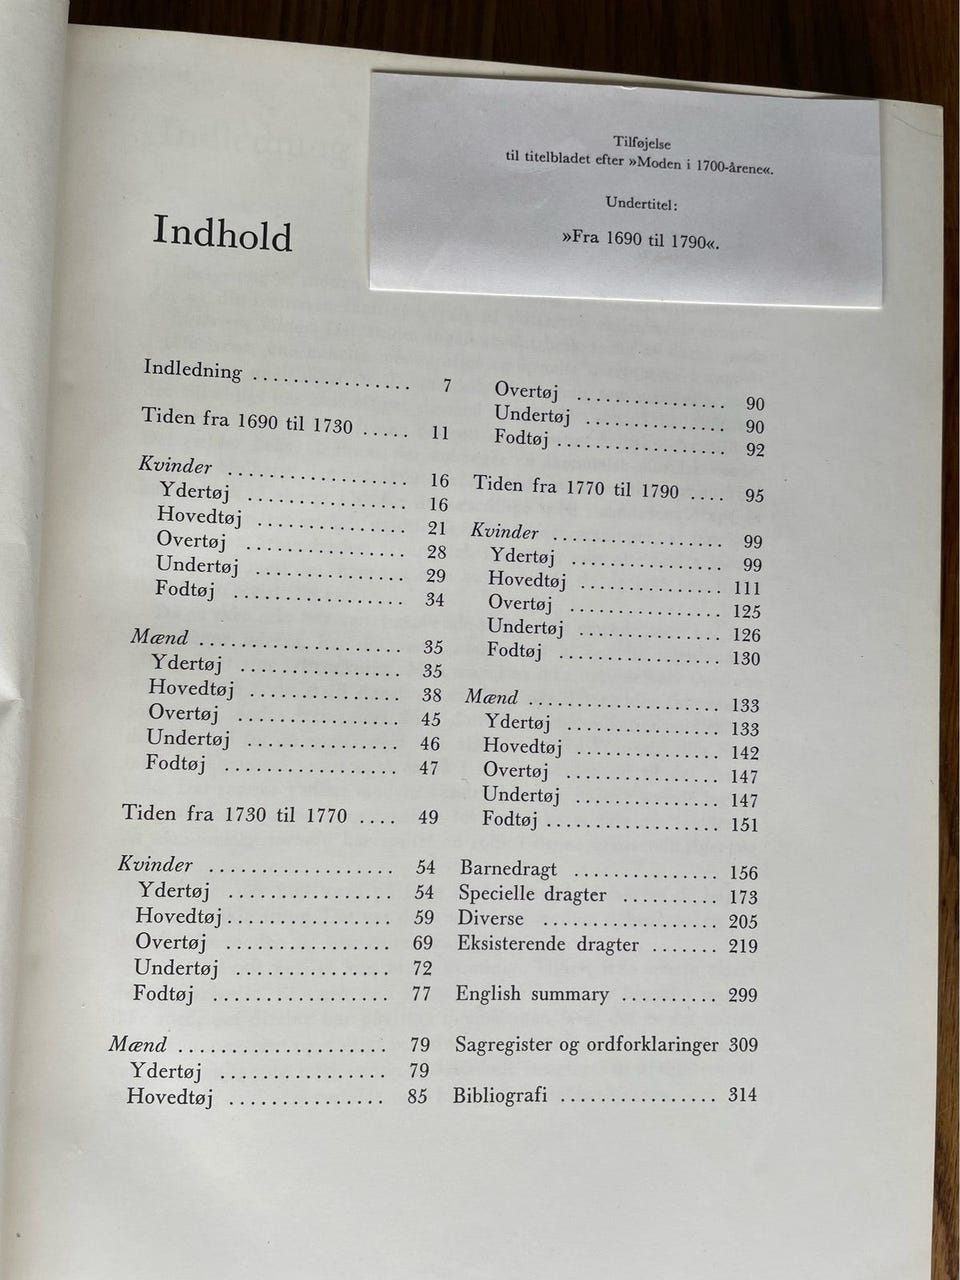 Tilføjelse
til titelbladet efter »Moden i 1700-årene«.
Undertitel:
»Fra 1690 til 1790«.
Indhold
Indledning ................ 7
Tiden fra 1690 til 1730 ..... 11
Kvinder .................. 16
Ydertøj ................ 16
Hovedtøj ............... 21
Overtøj ................ 28
Undertøj ............... 29
Fodtøj ................. 34
Mænd .................... 35
Ydertøj ................ 35
Hovedtøj ............... 38
Overtøj ................ 45
Undertøj ............... 46
Fodtøj ................. 47
Tiden fra 1730 til 1770 .... 49
Kvinder .................. 54
Ydertøj ................ 54
Hovedtøj................ 59
Overtøj ................ 69
Undertøj ............... 72
Fodtøj ................. 77
Mænd .................... 79
Ydertøj ................ 79
Hovedtøj ............... 85
Overtøj ............... 90
Undertøj .............. 90
Fodtøj ................. 92
Tiden fra 1770 til 1790 .... 95
Kvinder ................. 99
Ydertøj ............... 99
Hovedtøj .............. 111
Overtøj ............... 125
Undertøj .............. 126
Fodtøj ................ 130
Mænd ................... 133
Ydertøj ............... 133
Hovedtøj .............. 142
Overtøj ............... 147
Undertøj .............. 147
Fodtøj ................. 151
Barnedragt ............... 156
Specielle dragter .......... 173
Diverse .................. 205
Eksisterende dragter ....... 219
English summary .......... 299
Sagregister og ordforklaringer 309
Bibliografi ................ 314